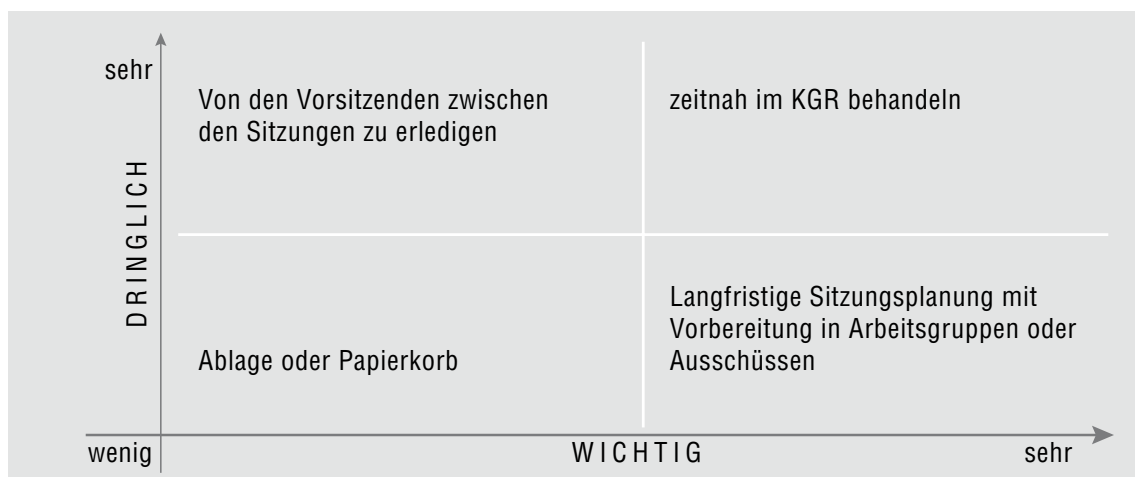 sehr
Von den Vorsitzenden zwischen
den Sitzungen zu erledigen
zeitnah im KGR behandeln
DRINGLICH
Ablage oder Papierkorb
Langfristige Sitzungsplanung mit
Vorbereitung in Arbeitsgruppen oder
Ausschüssen
wenig
WICHTIG
sehr